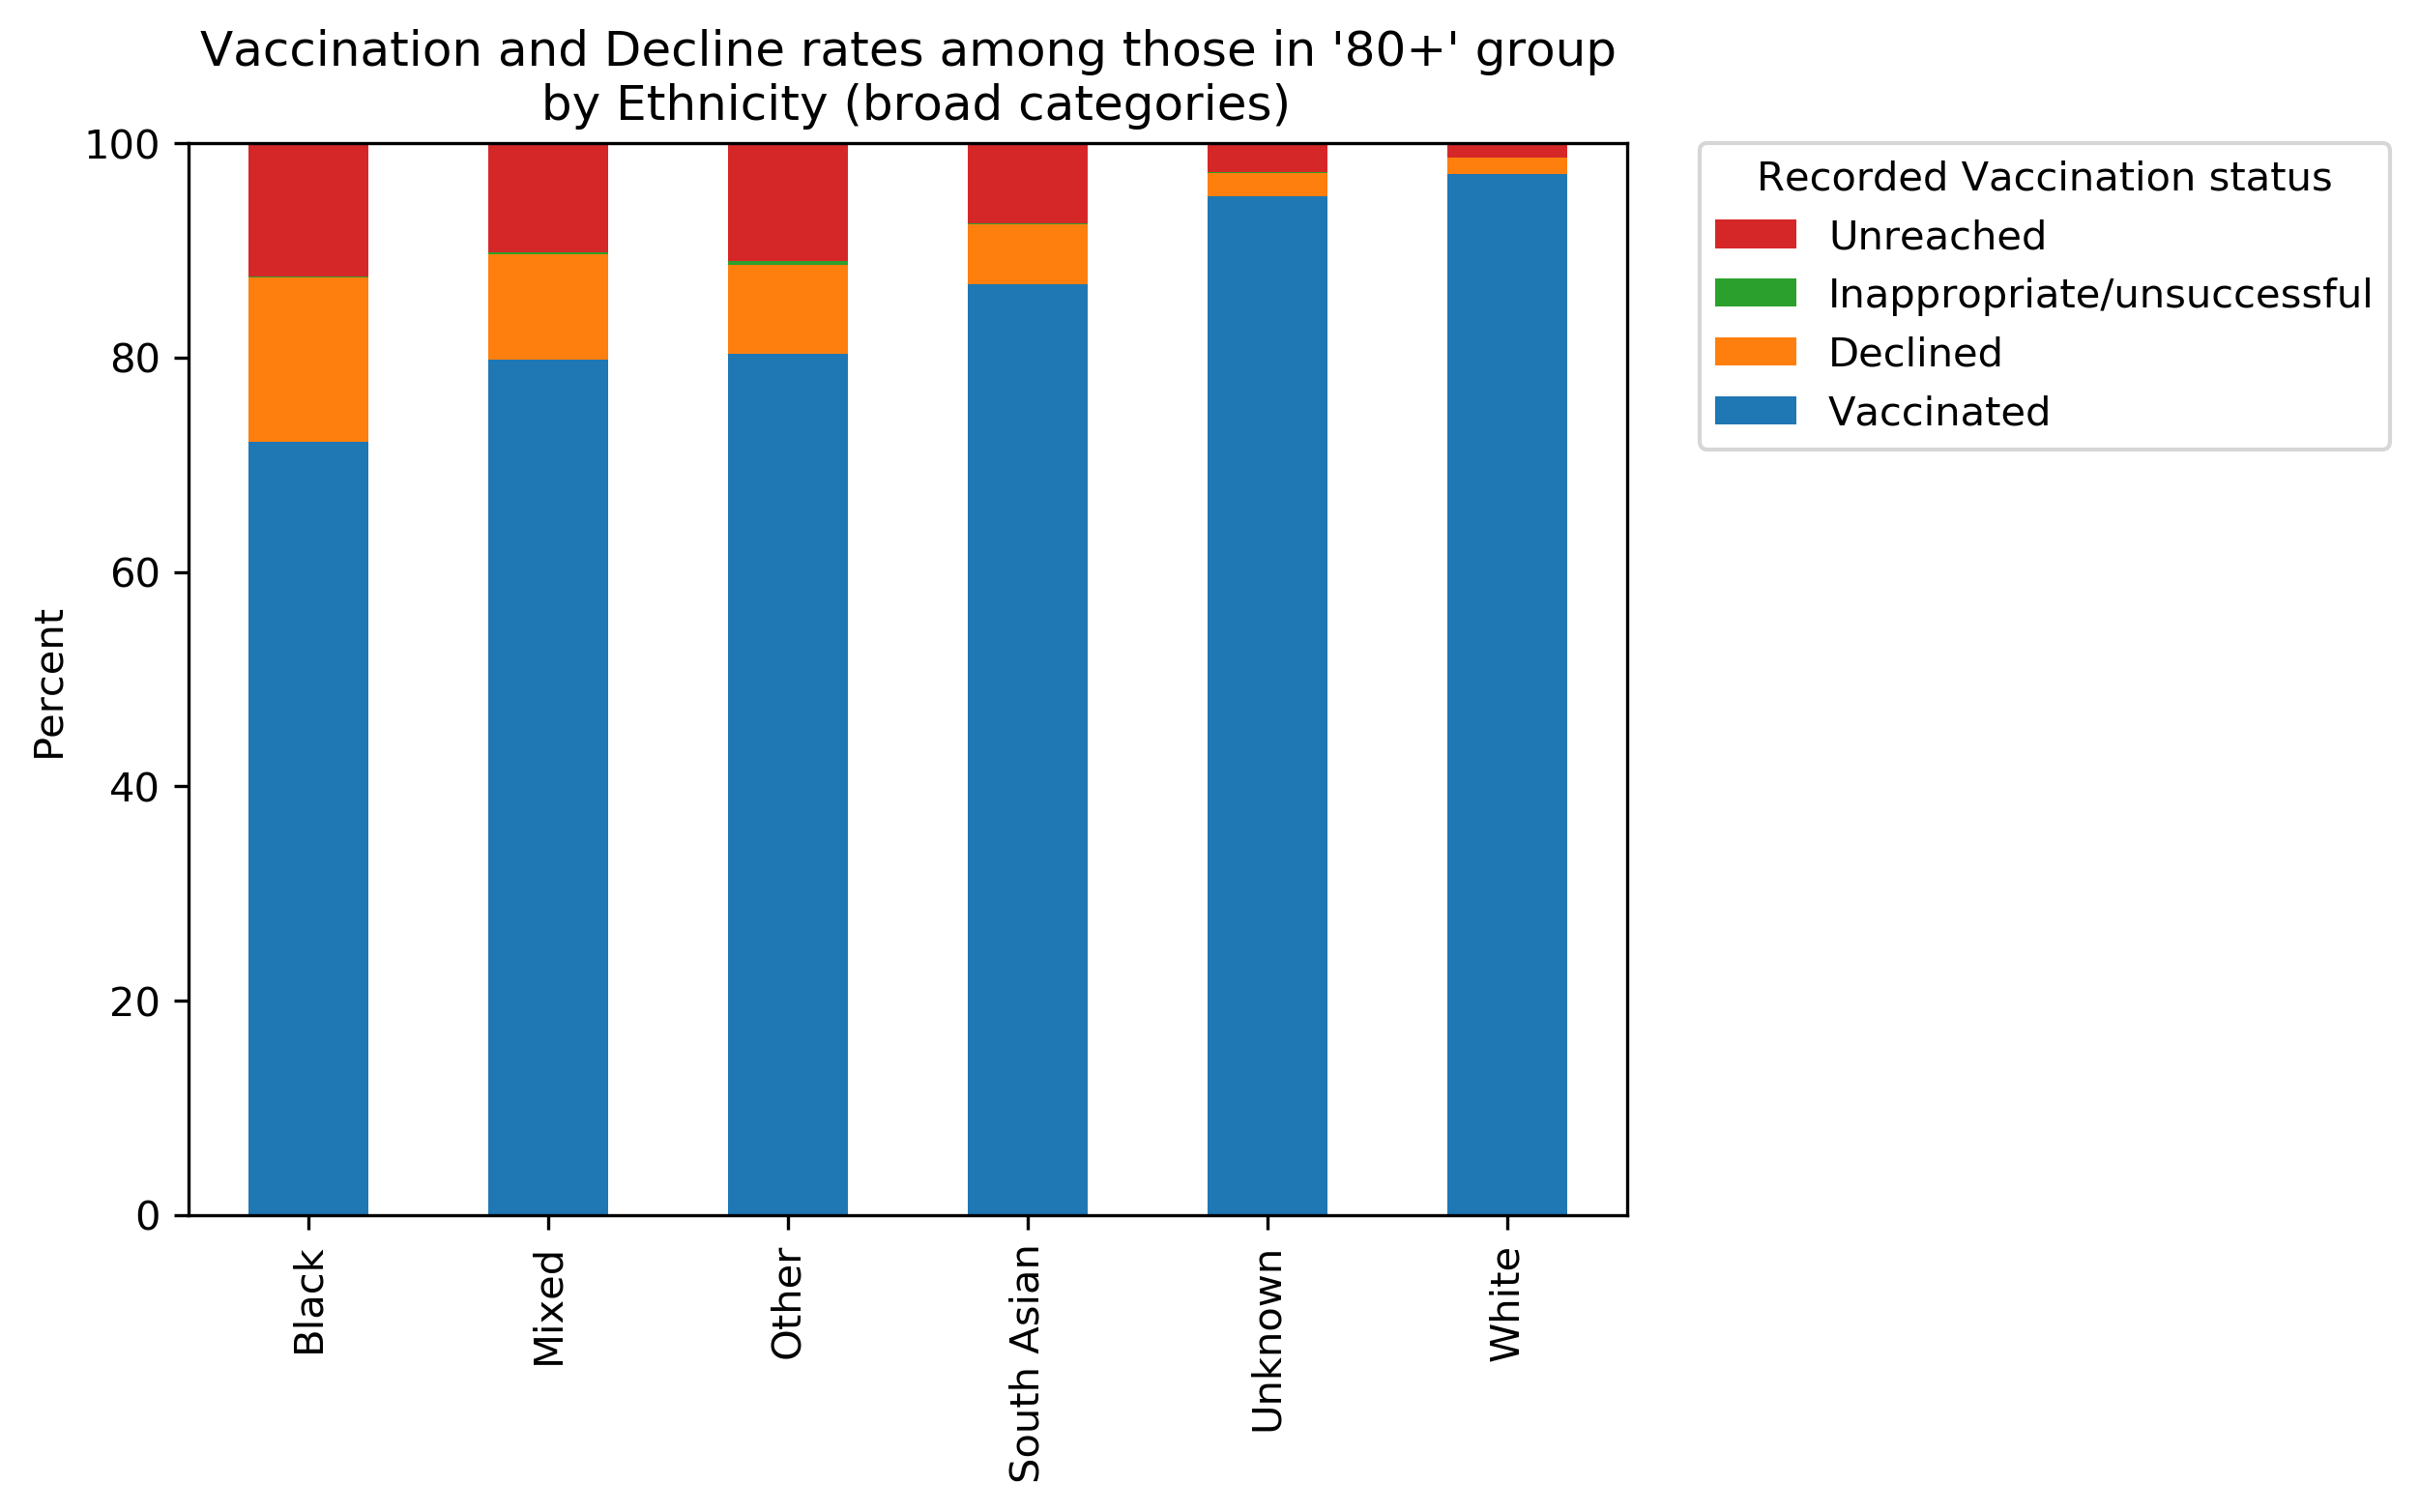 Vaccination and Decline rates among those in '80+' group
by Ethnicity (broad categories)
100
80
60
40
20
0
Percent
Black
Mixed
Other
South Asian
Unknown
White
Recorded Vaccination status
Unreached
Inappropriate/unsuccessful
Declined
Vaccinated